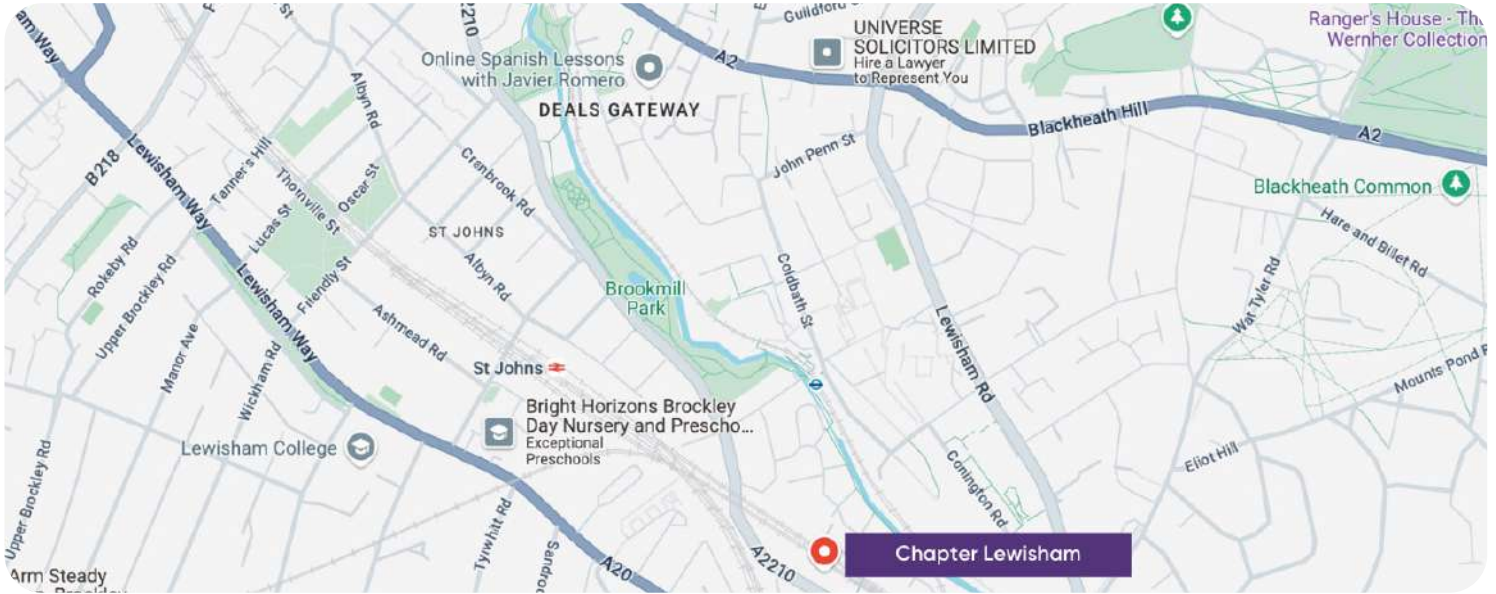 am Way
2210
Guildford
UNIVERSE
SOLICITORS LIMITED
Hire a Lawyer
to Represent You
Ranger's House - The
Wernher Collection
Online Spanish Lessons
with Javier Romero
A2
DEALS GATEWAY
Albyn Rd
Blackheath Hill
A2
B218
Lewisham Way
Tanner's Hill
Thornville St
Oscar St
Cranbrook Rd
John Penn St
Blackheath Common
Lucas St
ST JOHNS
Hare and Billet Rd
Rokeby Rd
Upper Brockley Rd
Lewisham Way
Friendly St
Albyn Rd
Brookmill
Park
Coldbath St
Wat Tyler Rd
Manor Ave
Ashmead Rd
Wickham Rd
St Johns
Lewisham Rd
Mounts Pond R
Bright Horizons Brockley
Day Nursery and Prescho...
Exceptional
Preschools
Lewisham College
Upper Brockley Rd
Tyrwhitt Rd
Conington Rd
Eliot Hill
Sandro
A20
A2210
Chapter Lewisham
Arm Steady